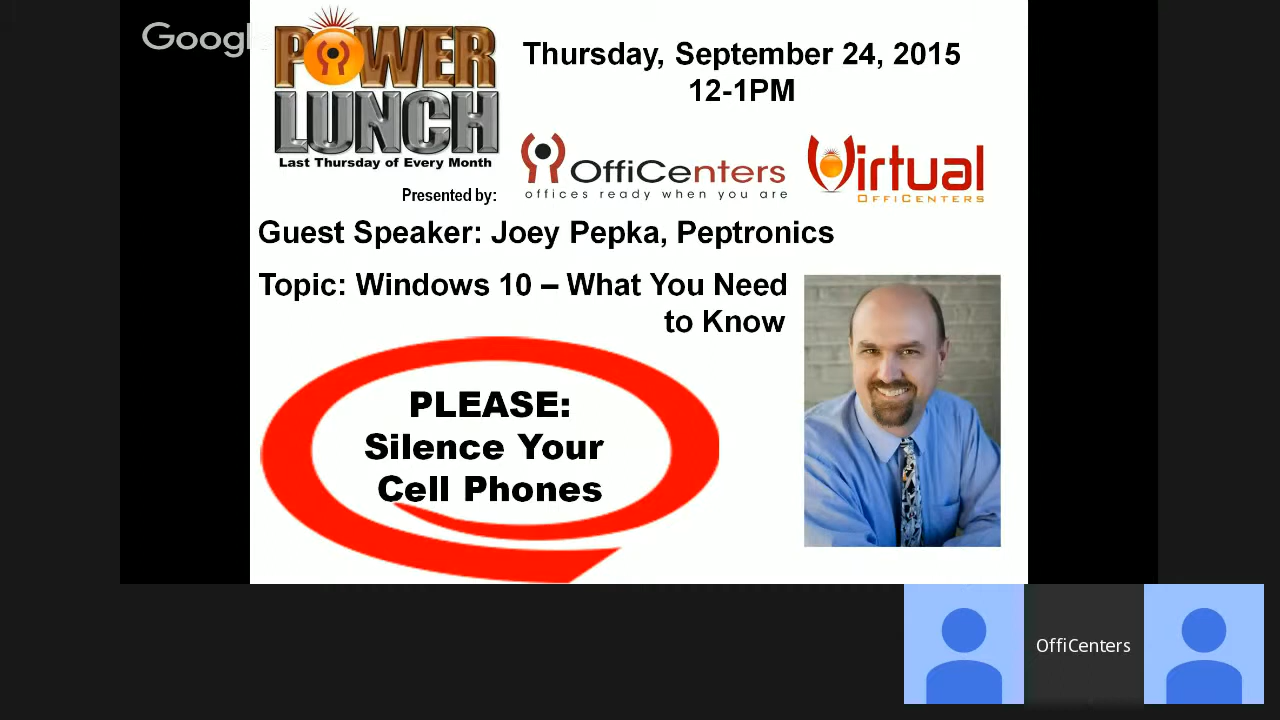 Google
POWER
LUNCH
Last Thursday of Every Month
Thursday, September 24, 2015
12-1PM
Presented by:
OffiCenters
offices ready when you are
Virtual
OFFICENTERS
Guest Speaker: Joey Pepka, Peptronics
Topic: Windows 10 – What You Need
to Know
PLEASE:
Silence Your
Cell Phones
OffiCenters